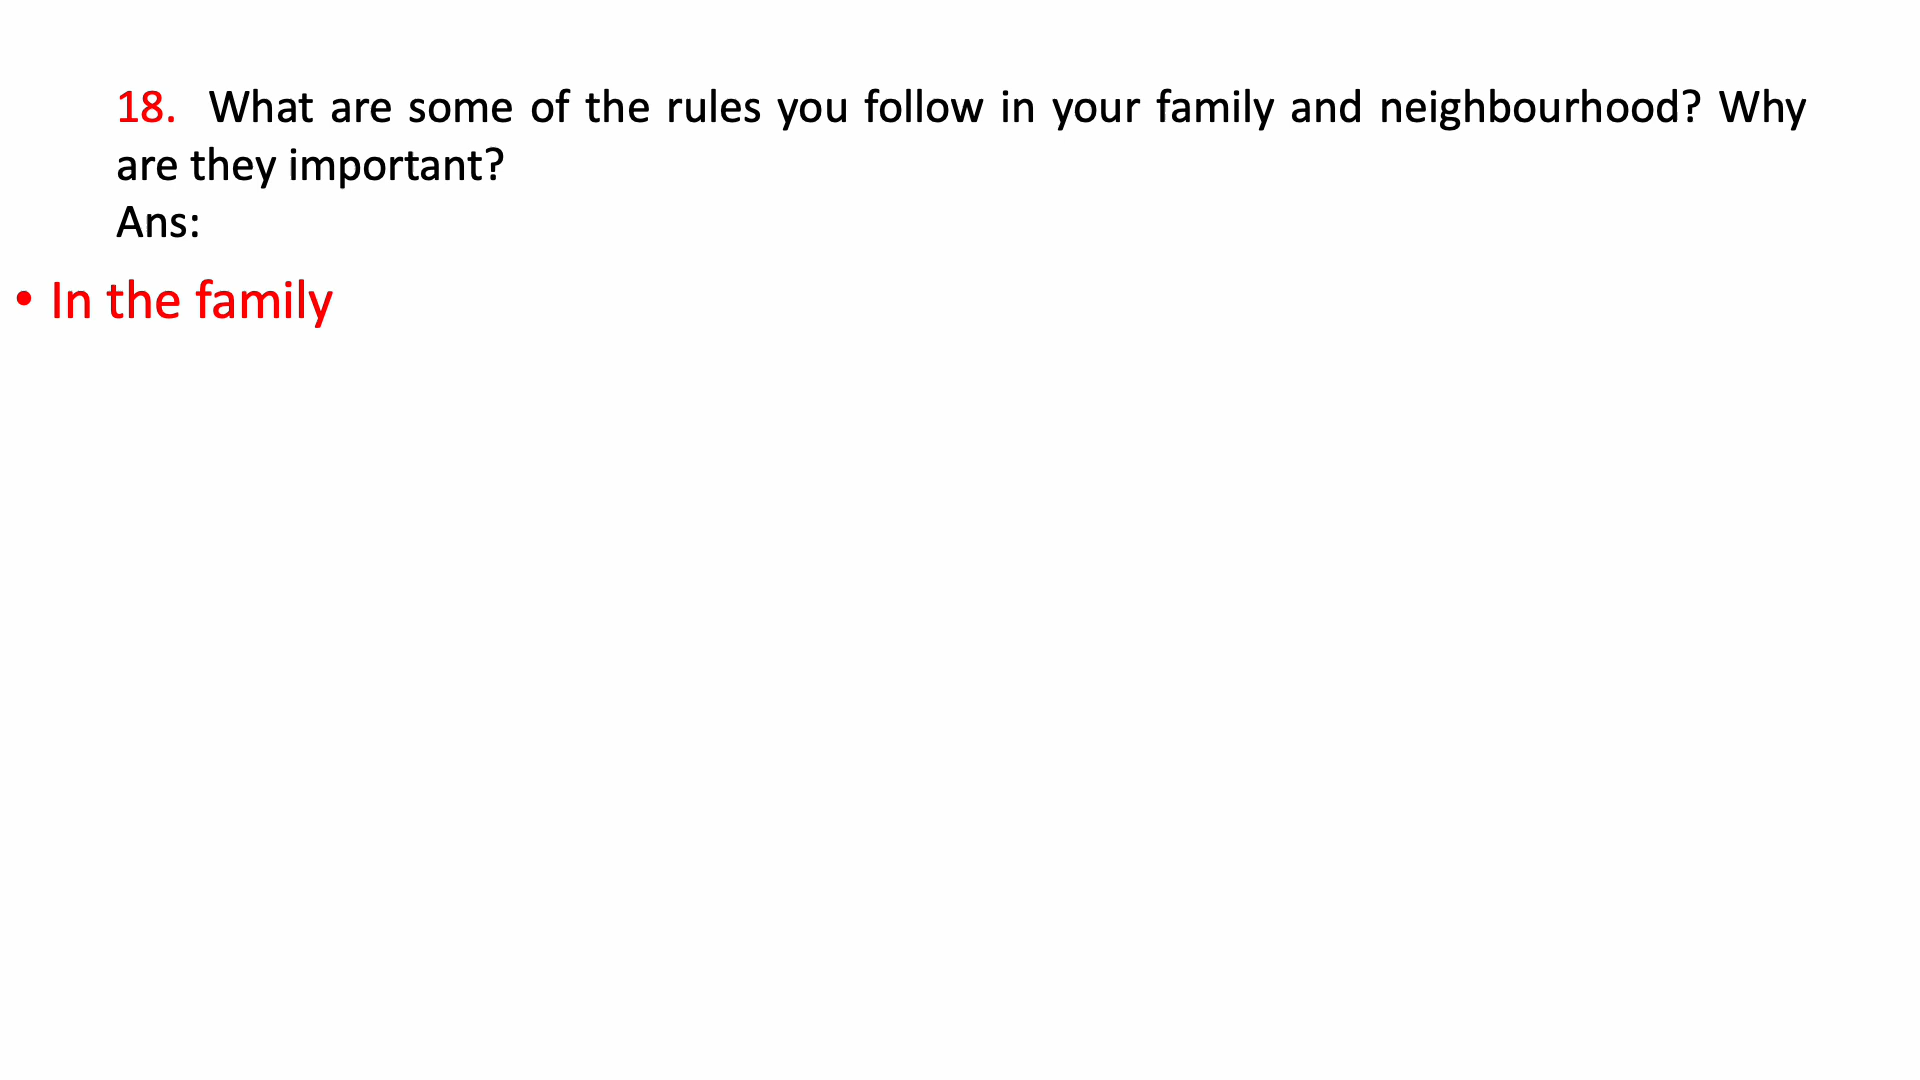 18. What are some of the rules you follow in your family and neighbourhood? Why
are they important?
Ans:
• In the family